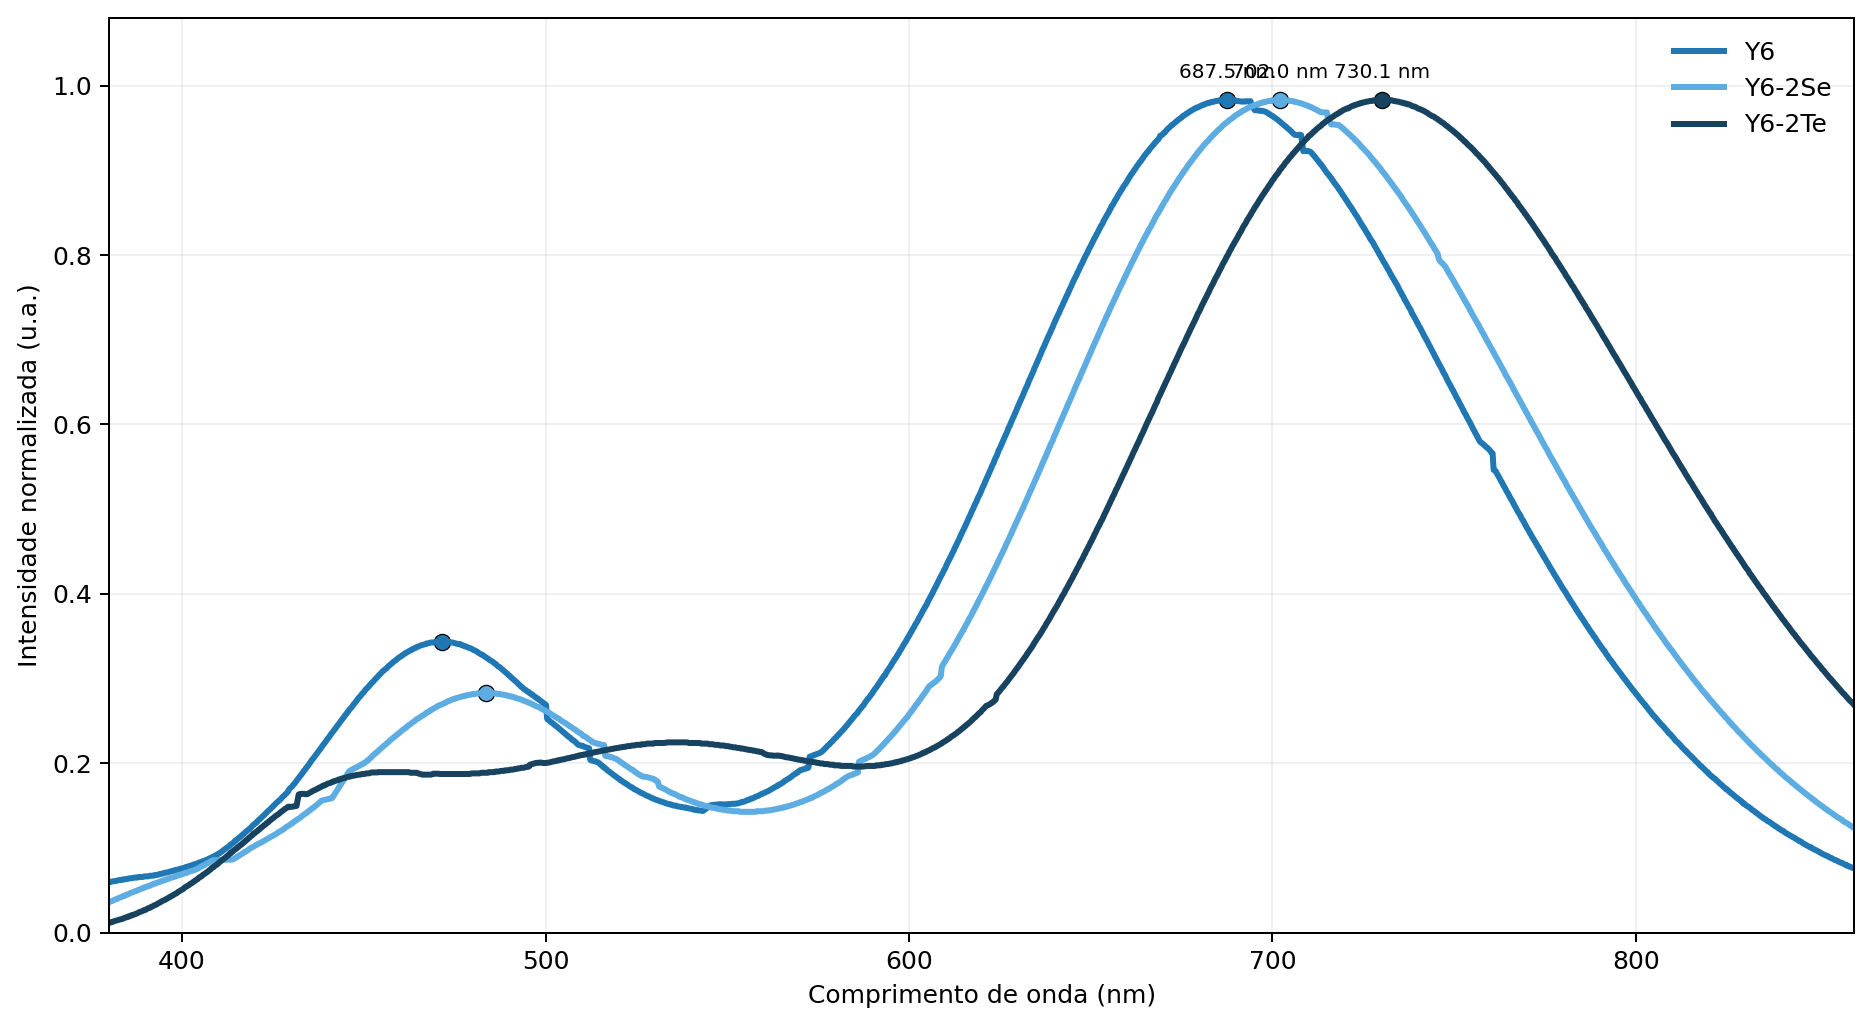 687.5 nm
702.0 nm
730.1 nm
Y6
Y6-2Se
Y6-2Te
1.0
0.8
0.6
0.4
0.2
0.0
Intensidade normalizada (u.a.)
400
500
600
700
800
Comprimento de onda (nm)